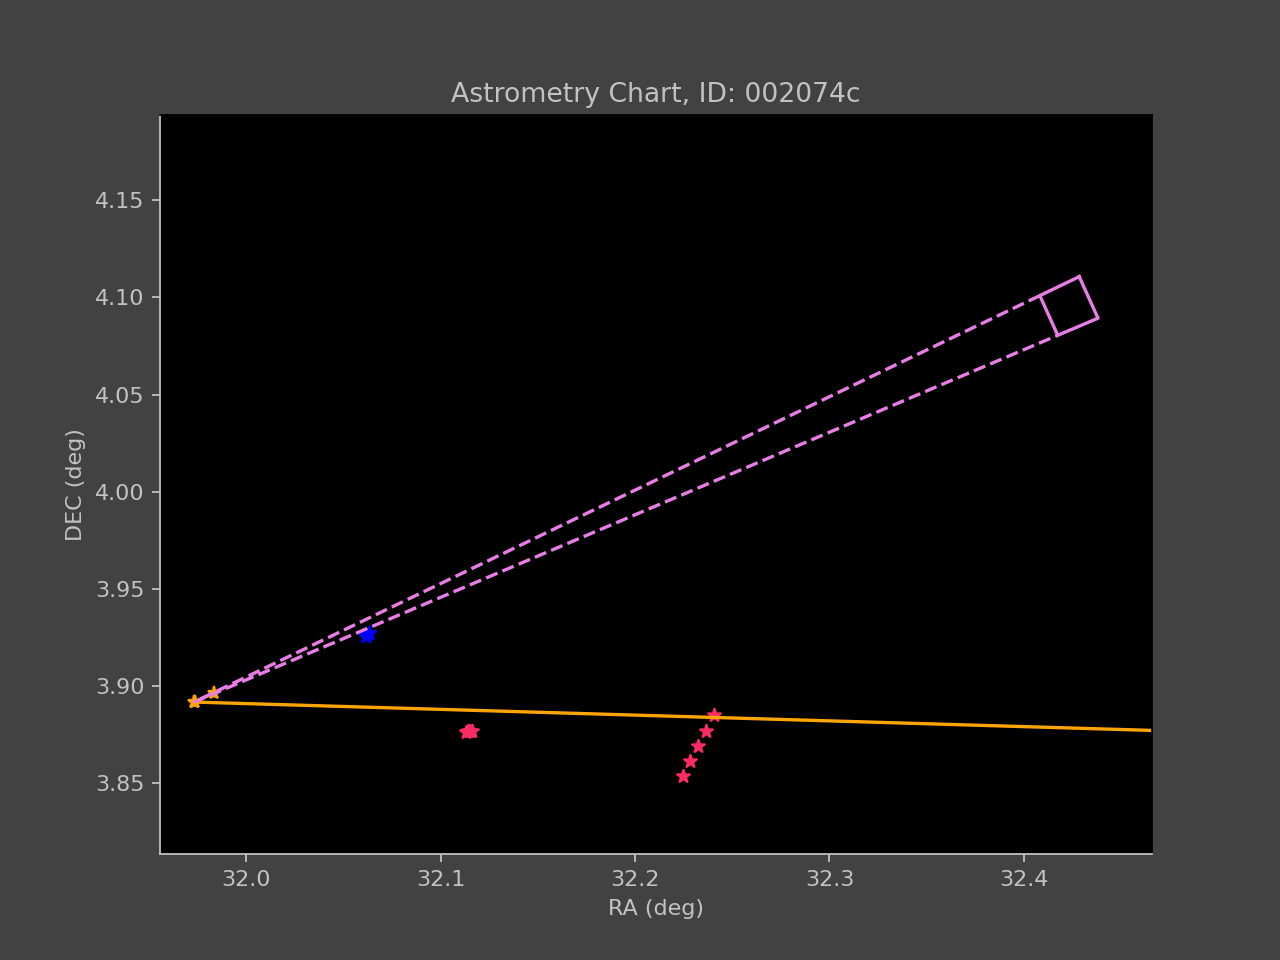 Astrometry Chart, ID: 002074c
4.15
4.10
4.05
4.00
3.95
3.90
3.85
DEC (deg)
32.0 32.1 32.2 32.3 32.4
RA (deg)